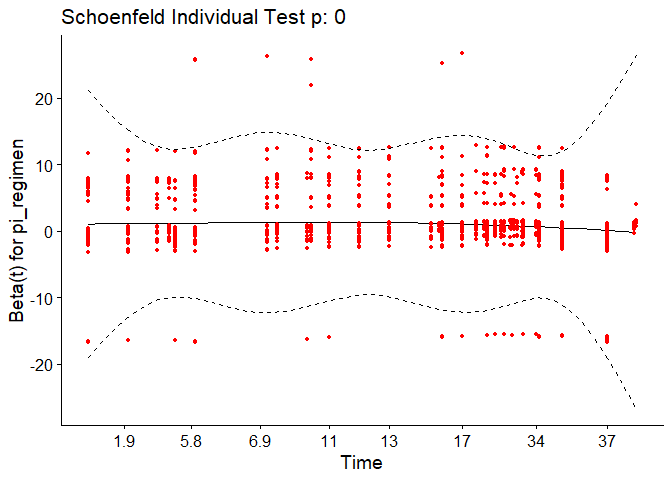 Schoenfeld Individual Test p: 0
Beta(t) for pi_regimen
20
10
0
-10
-20
1.9 5.8 6.9 11 13 17 34 37
Time